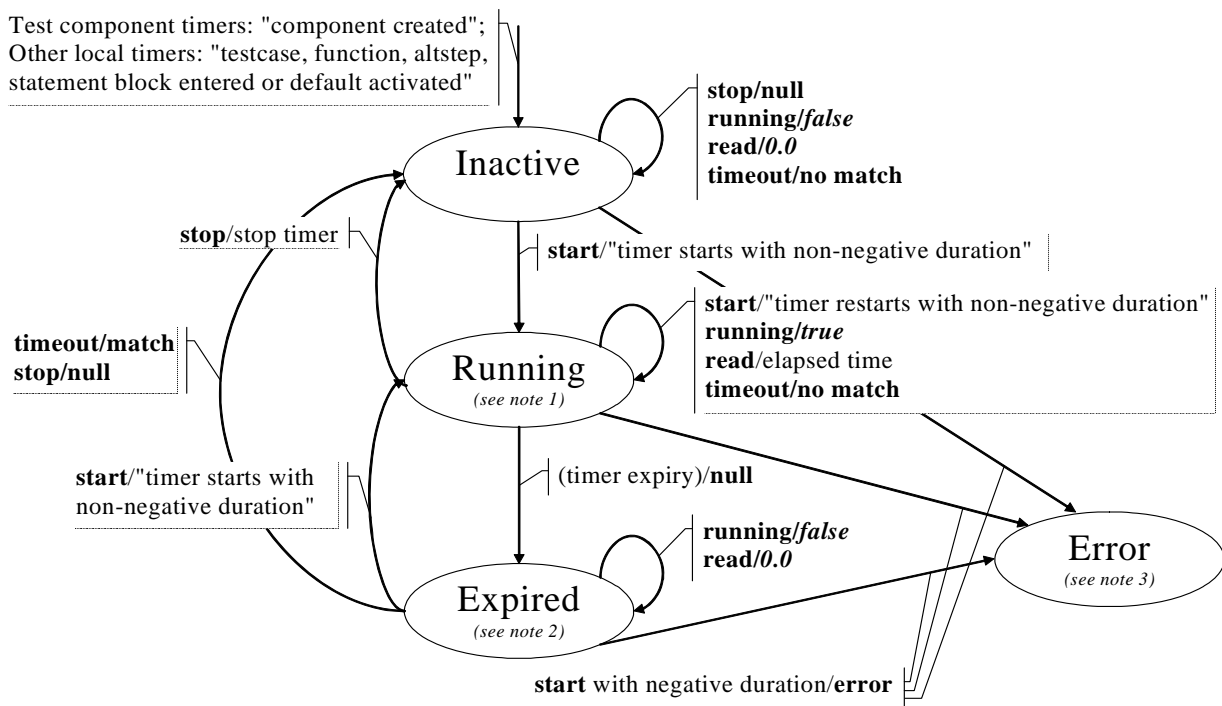 Test component timers: "component created";
Other local timers: "testcase, function, altstep,
statement block entered or default activated"
stop/null
running/false
read/0.0
timeout/no match
Inactive
stop/stop timer
start/"timer starts with non-negative duration"
start/"timer restarts with non-negative duration"
running/true
read/elapsed time
timeout/no match
timeout/match
stop/null
Running
(see note 1)
start/"timer starts with
non-negative duration"
(timer expiry)/null
running/false
read/0.0
Expired
(see note 2)
Error
(see note 3)
start with negative duration/error